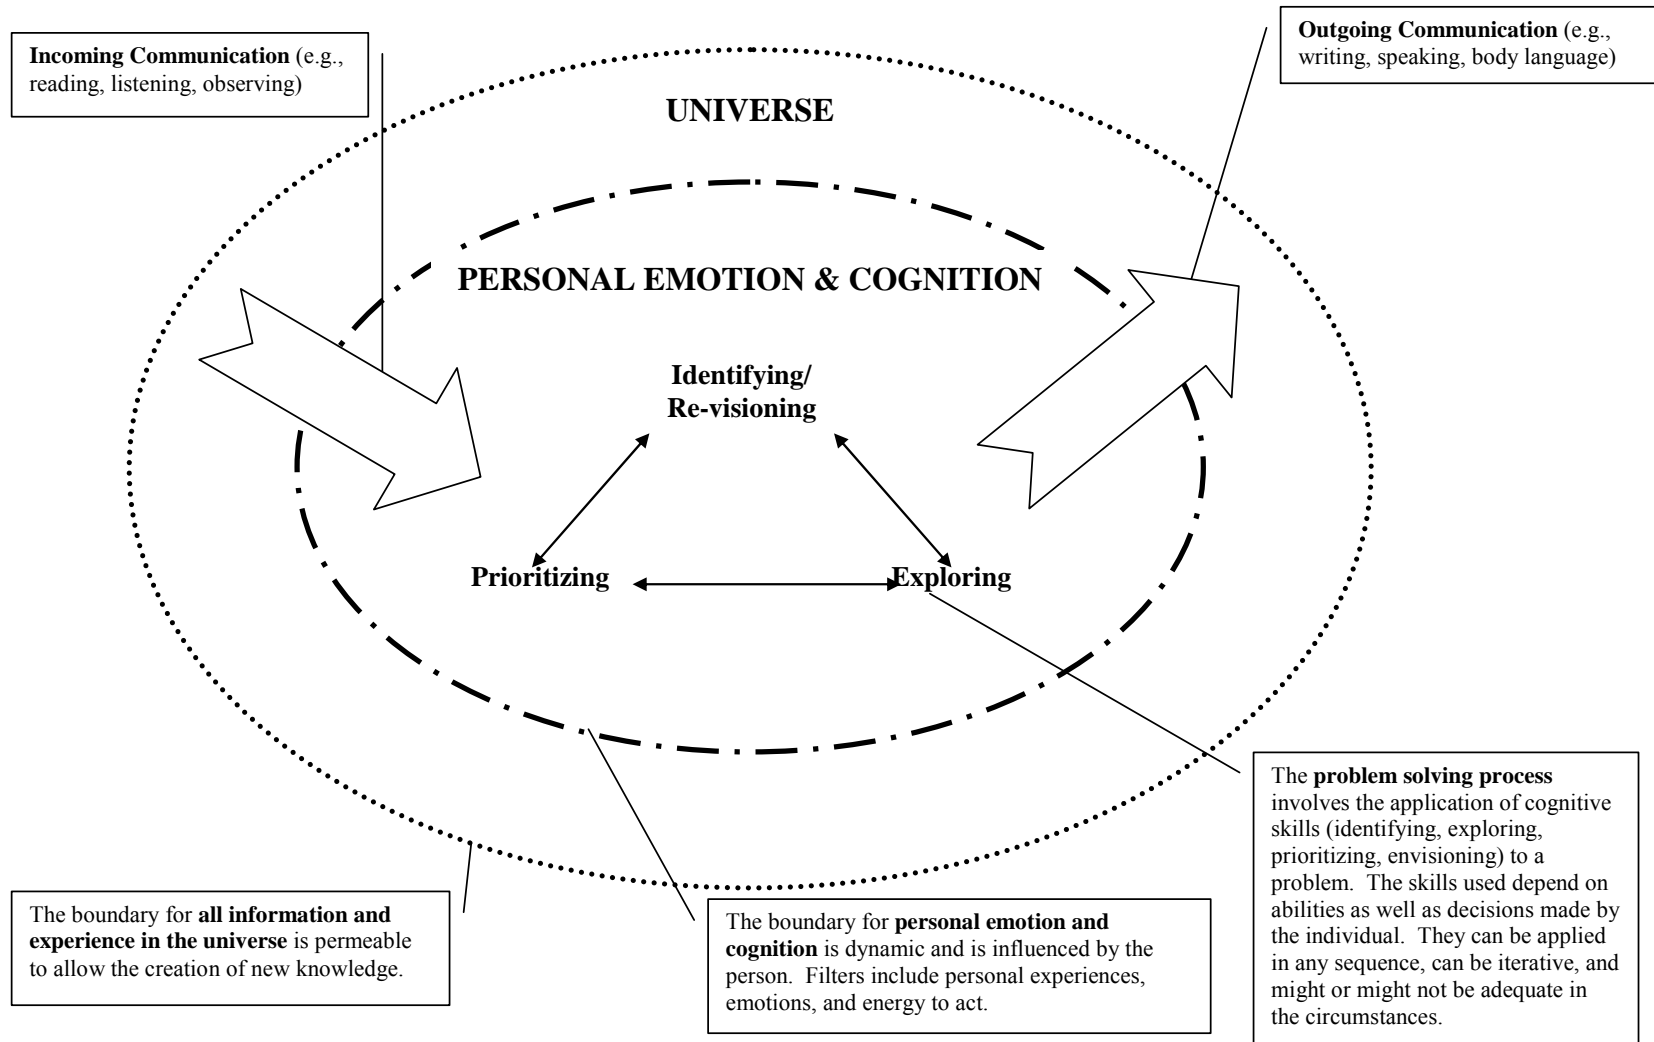 Incoming Communication (e.g.,
reading, listening, observing)
Outgoing Communication (e.g.,
writing, speaking, body language)
UNIVERSE
PERSONAL EMOTION & COGNITION
Identifying/
Re-visioning
Prioritizing
Exploring
The boundary for all information and
experience in the universe is permeable
to allow the creation of new knowledge.
The boundary for personal emotion and
cognition is dynamic and is influenced by the
person.  Filters include personal experiences,
emotions, and energy to act.
The problem solving process
involves the application of cognitive
skills (identifying, exploring,
prioritizing, envisioning) to a
problem.  The skills used depend on
abilities as well as decisions made by
the individual.  They can be applied
in any sequence, can be iterative, and
might or might not be adequate in
the circumstances.